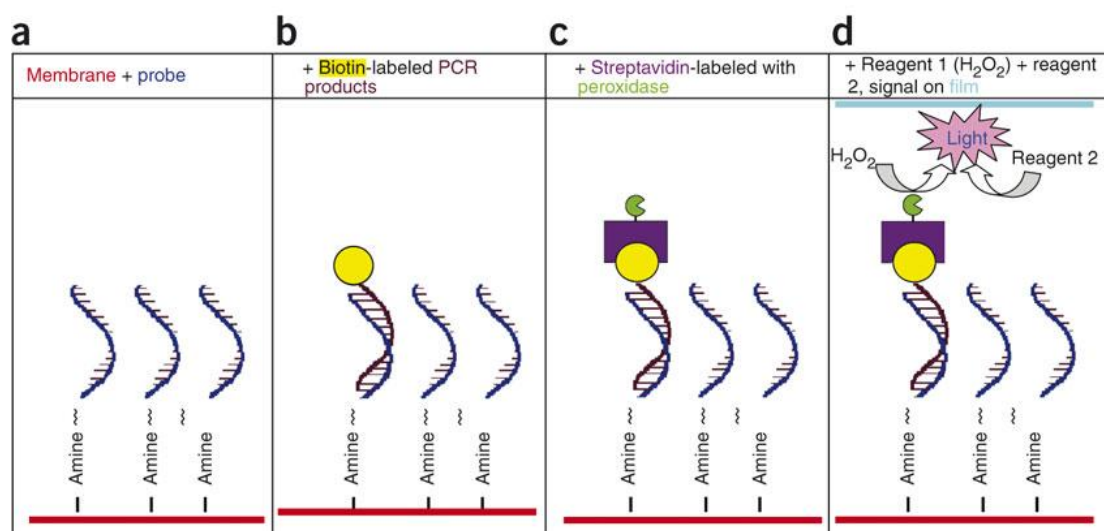 a
Membrane + probe
Amine
Amine
Amine
b
+ Biotin-labeled PCR
products
Amine
Amine
Amine
c
+ Streptavidin-labeled with
peroxidase
Amine
Amine
Amine
d
+ Reagent 1 (H₂O₂) + reagent
2, signal on film
Light
H₂O₂
Reagent 2
Amine
Amine
Amine